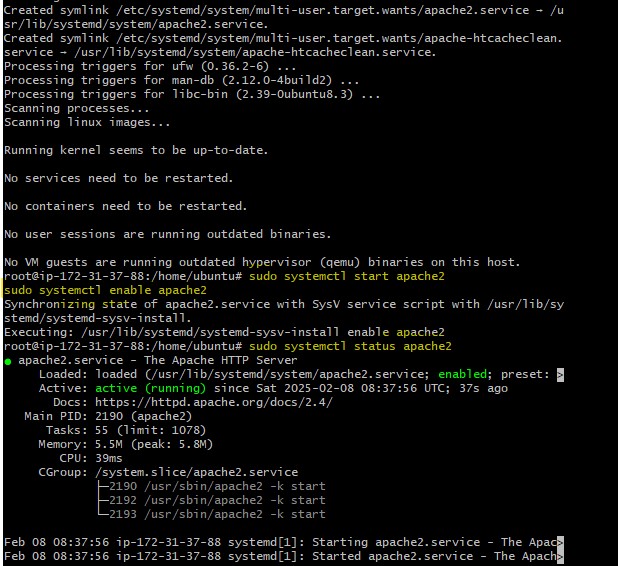 Created symlink /etc/systemd/system/multi-user.target.wants/apache2.service → /u
sr/lib/systemd/system/apache2.service.
Created symlink /etc/systemd/system/multi-user.target.wants/apache-htcacheclean.
service → /usr/lib/systemd/system/apache-htcacheclean.service.
Processing triggers for ufw (0.36.2-6) ...
Processing triggers for man-db (2.12.0-4build2) ...
Processing triggers for libc-bin (2.39-0ubuntu8.3) ...
Scanning processes...
Scanning linux images...
Running kernel seems to be up-to-date.
No services need to be restarted.
No containers need to be restarted.
No user sessions are running outdated binaries.
No VM guests are running outdated hypervisor (qemu) binaries on this host.
root@ip-172-31-37-88:/home/ubuntu# sudo systemctl start apache2
sudo systemctl enable apache2
Synchronizing state of apache2.service with SysV service script with /usr/lib/sy
stemd/systemd-sysv-install.
Executing: /usr/lib/systemd/systemd-sysv-install enable apache2
root@ip-172-31-37-88:/home/ubuntu# sudo systemctl status apache2
● apache2.service - The Apache HTTP Server
Loaded: loaded (/usr/lib/systemd/system/apache2.service; enabled; preset: >
Active: active (running) since Sat 2025-02-08 08:37:56 UTC; 37s ago
Docs: https://httpd.apache.org/docs/2.4/
Main PID: 2190 (apache2)
Tasks: 55 (limit: 1078)
Memory: 5.5M (peak: 5.8M)
CPU: 39ms
CGroup: /system.slice/apache2.service
├─2190 /usr/sbin/apache2 -k start
├─2192 /usr/sbin/apache2 -k start
└─2193 /usr/sbin/apache2 -k start
Feb 08 08:37:56 ip-172-31-37-88 systemd[1]: Starting apache2.service - The Apac>
Feb 08 08:37:56 ip-172-31-37-88 systemd[1]: Started apache2.service - The Apach>